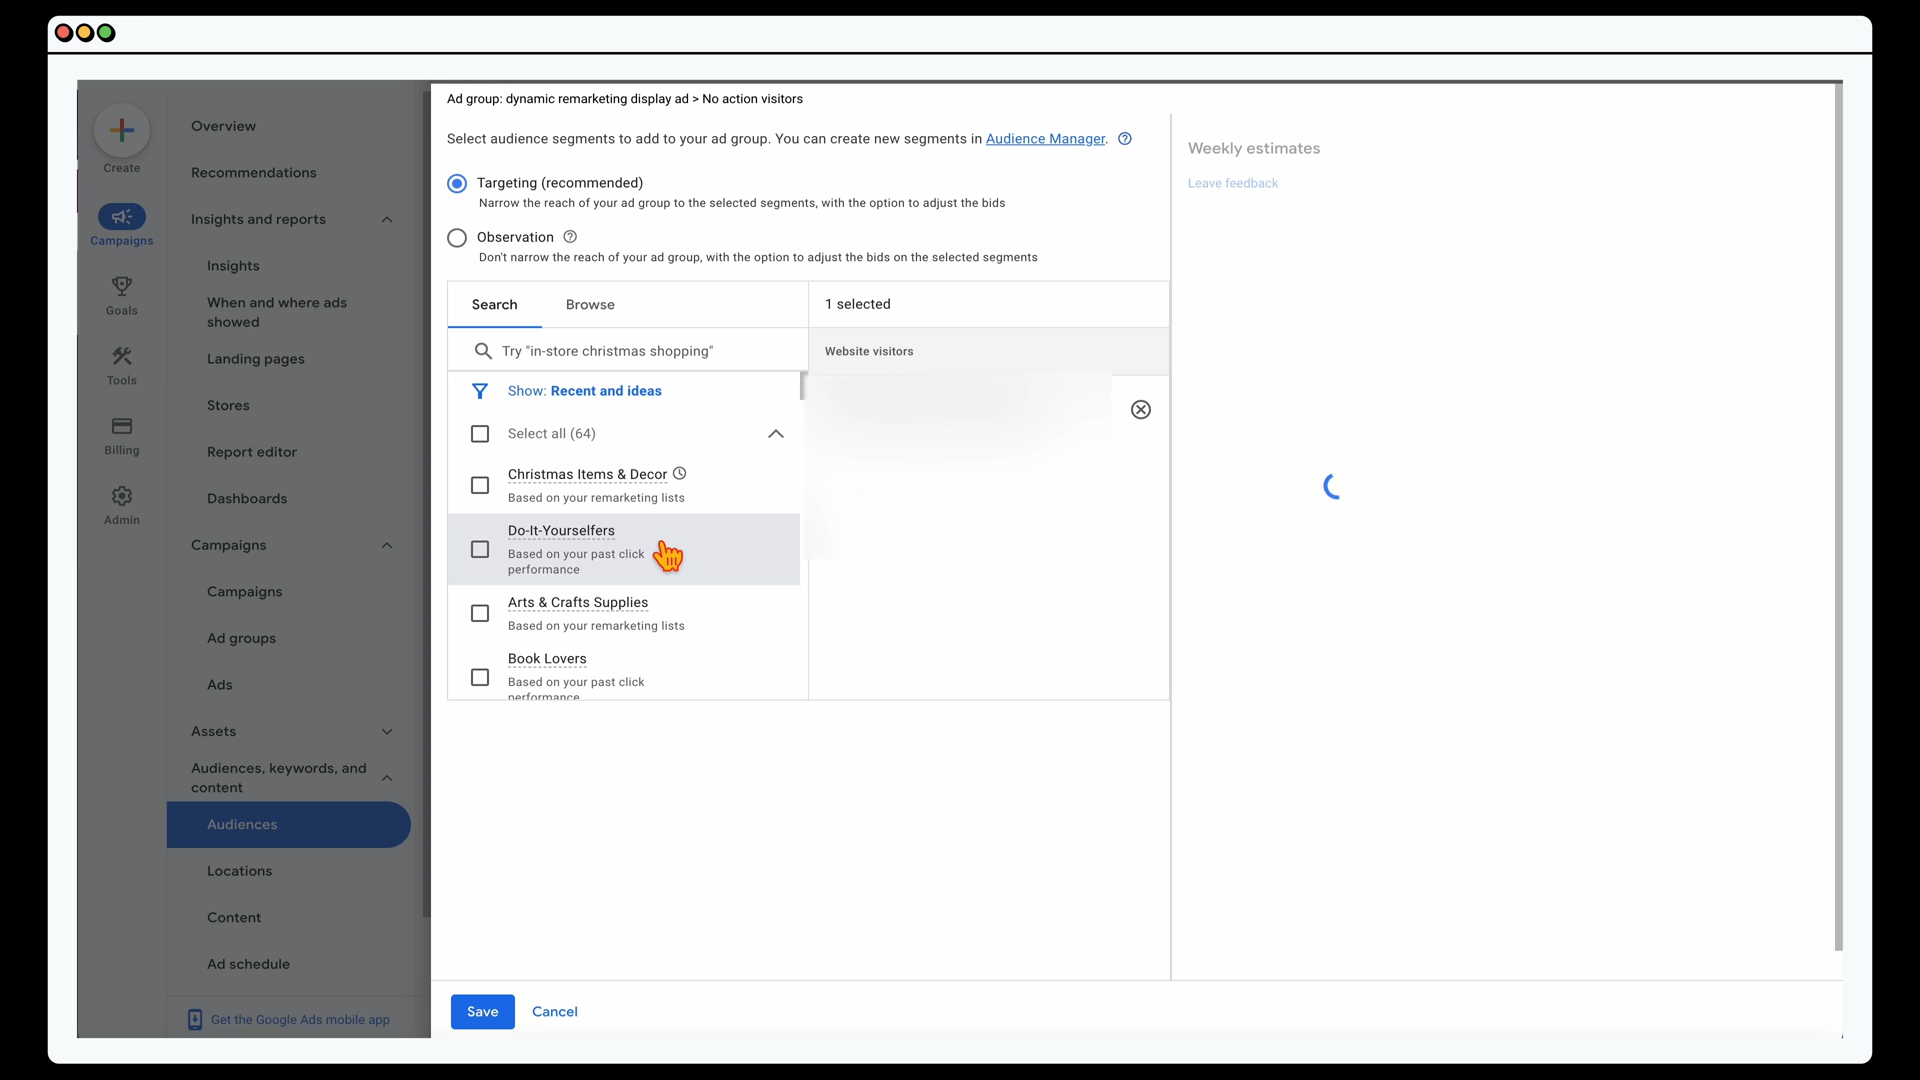 Create
Campaigns
Goals
Tools
Billing
Admin
Overview
Recommendations
Insights and reports
Insights
When and where ads
showed
Landing pages
Stores
Report editor
Dashboards
Campaigns
Campaigns
Ad groups
Ads
Assets
Audiences, keywords, and
content
Audiences
Locations
Content
Ad schedule
Get the Google Ads mobile app
Ad group: dynamic remarketing display ad > No action visitors
Select audience segments to add to your ad group. You can create new segments in Audience Manager.
Targeting (recommended)
Narrow the reach of your ad group to the selected segments, with the option to adjust the bids
Observation
Don't narrow the reach of your ad group, with the option to adjust the bids on the selected segments
Search
Browse
Try "in-store christmas shopping"
Show: Recent and ideas
Select all (64)
Christmas Items & Decor
Based on your remarketing lists
Do-It-Yourselfers
Based on your past click
performance
Arts & Crafts Supplies
Based on your remarketing lists
Book Lovers
Based on your past click
performance
1 selected
Website visitors
Save
Cancel
Weekly estimates
Leave feedback